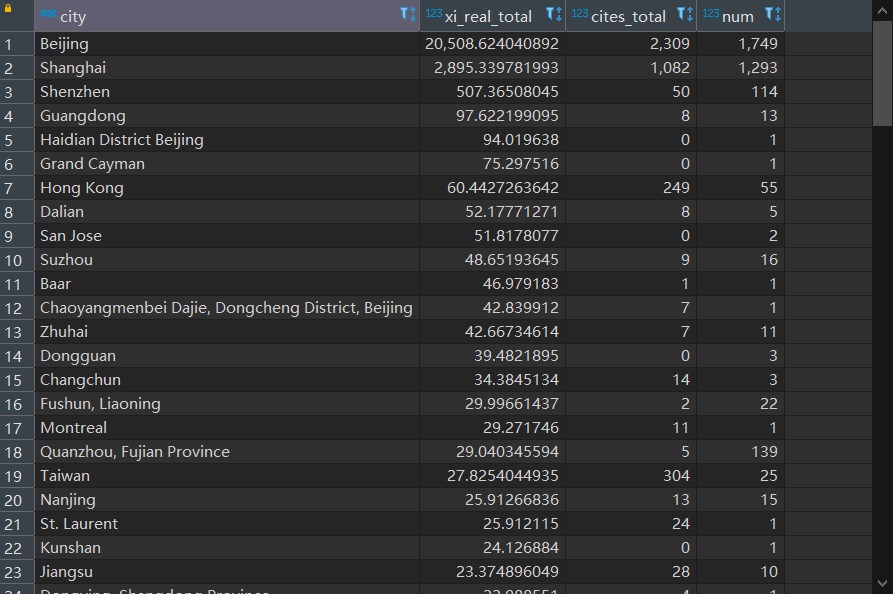 city 123 xi_real_total 123 cites_total 123 num
1 Beijing 20,508.624040892 2,309 1,749
2 Shanghai 2,895.339781993 1,082 1,293
3 Shenzhen 507.36508045 50 114
4 Guangdong 97.622199095 8 13
5 Haidian District Beijing 94.019638 0 1
6 Grand Cayman 75.297516 0 1
7 Hong Kong 60.4427263642 249 55
8 Dalian 52.17771271 8 5
9 San Jose 51.8178077 0 2
10 Suzhou 48.65193645 9 16
11 Baar 46.979183 1 1
12 Chaoyangmenbei Dajie, Dongcheng District, Beijing 42.839912 7 1
13 Zhuhai 42.66734614 7 11
14 Dongguan 39.4821895 0 3
15 Changchun 34.3845134 14 3
16 Fushun, Liaoning 29.99661437 2 22
17 Montreal 29.271746 11 1
18 Quanzhou, Fujian Province 29.040345594 5 139
19 Taiwan 27.8254044935 304 25
20 Nanjing 25.91266836 13 15
21 St. Laurent 25.912115 24 1
22 Kunshan 24.126884 0 1
23 Jiangsu 23.374896049 28 10